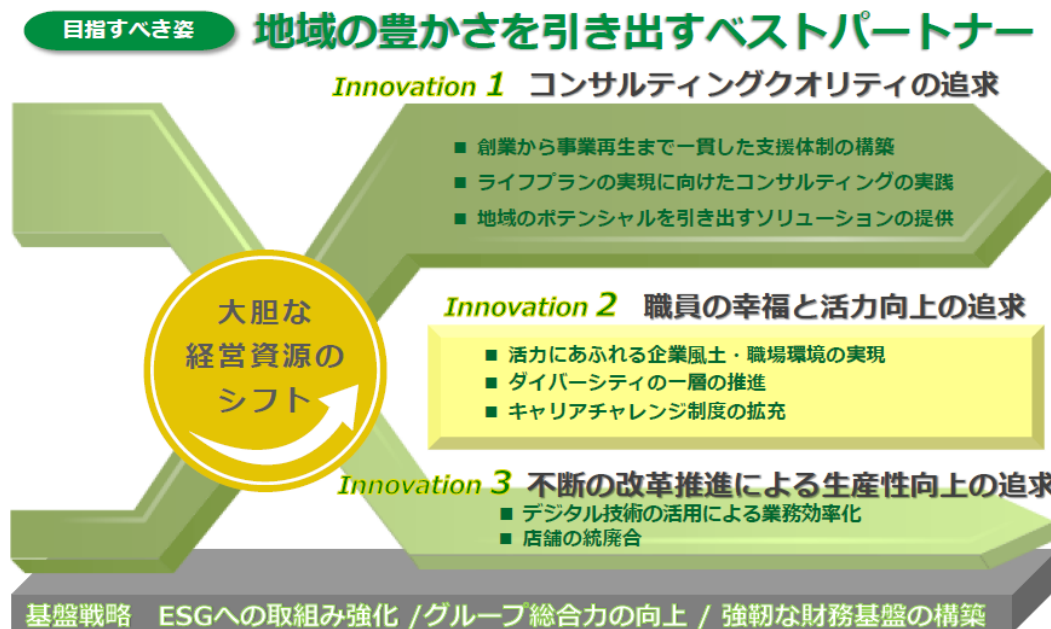 目指すべき姿 地域の豊かさを引き出すベストパートナー
Innovation 1 コンサルティングクオリティの追求
■ 創業から事業再生まで一貫した支援体制の構築
■ ライフプランの実現に向けたコンサルティングの実践
■ 地域のポテンシャルを引き出すソリューションの提供
大胆な
経営資源の
シフト
Innovation 2 職員の幸福と活力向上の追求
■ 活力にあふれる企業風土・職場環境の実現
■ ダイバーシティの一層の推進
■ キャリアチャレンジ制度の拡充
Innovation 3 不断の改革推進による生産性向上の追求
■ デジタル技術の活用による業務効率化
■ 店舗の統廃合
基盤戦略 ESGへの取組み強化 /グループ総合力の向上 / 強靭な財務基盤の構築